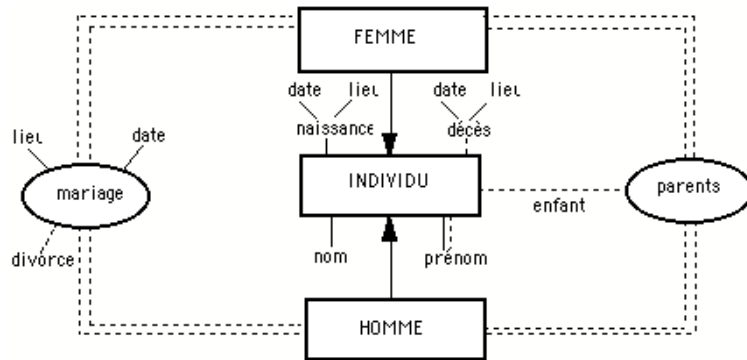 FEMME
date lieu
naissance
date lieu
décès
lieu
date
mariage
divorce
INDIVIDU
nom
prénom
enfant
parents
HOMME